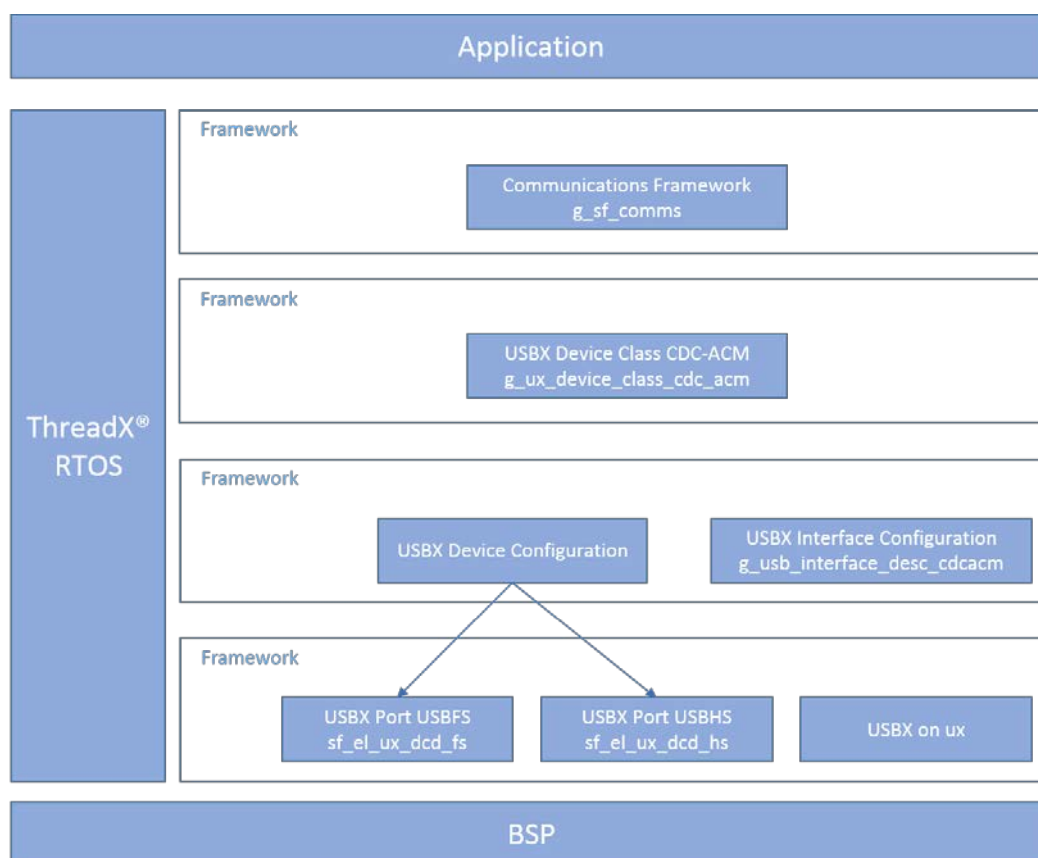 Application
ThreadX®
RTOS
Framework
Communications Framework
g_sf_comms
Framework
USBX Device Class CDC-ACM
g_ux_device_class_cdc_acm
Framework
USBX Device Configuration
USBX Interface Configuration
g_usb_interface_desc_cdcacm
Framework
USBX Port USBFS
sf_el_ux_dcd_fs
USBX Port USBHS
sf_el_ux_dcd_hs
USBX on ux
BSP